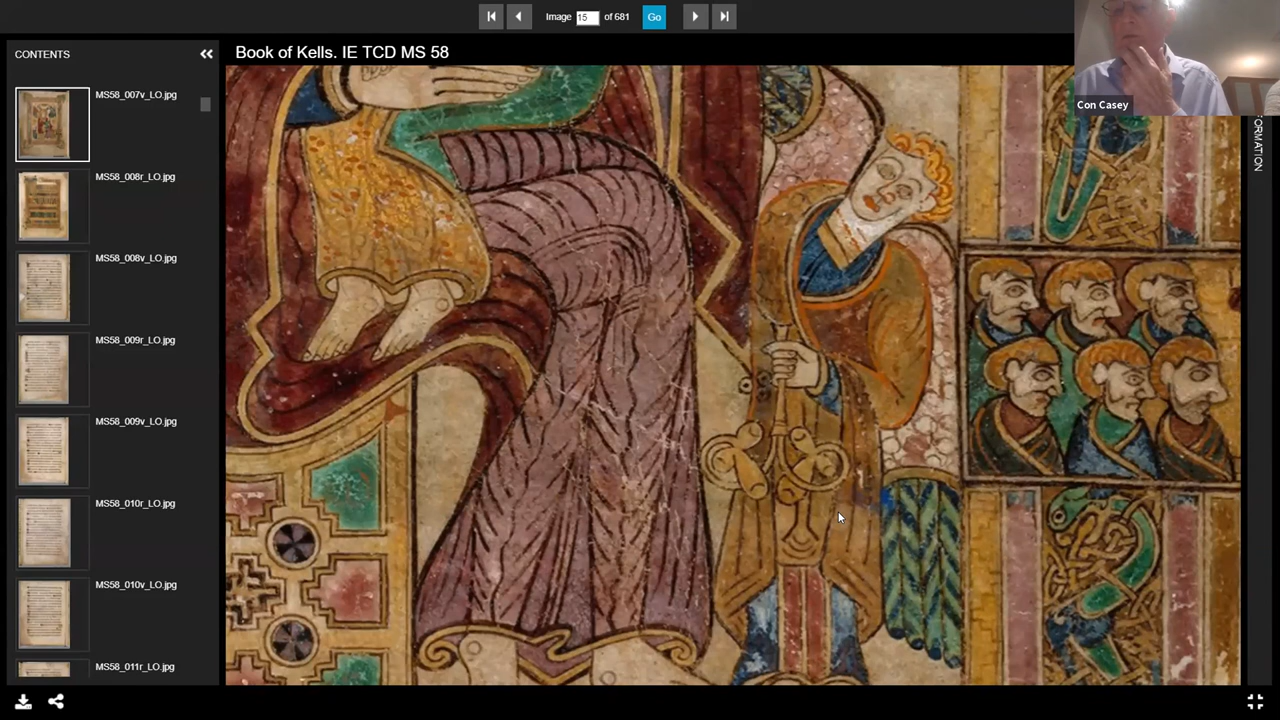 Image 15 of 681 Go
CONTENTS
Book of Kells. IE TCD MS 58
Con Casey
MS58_007v_LO.jpg
MS58_008r_LO.jpg
MS58_008v_LO.jpg
MS58_009r_LO.jpg
MS58_009v_LO.jpg
MS58_010r_LO.jpg
MS58_010v_LO.jpg
MS58_011r_LO.jpg
ORMATION